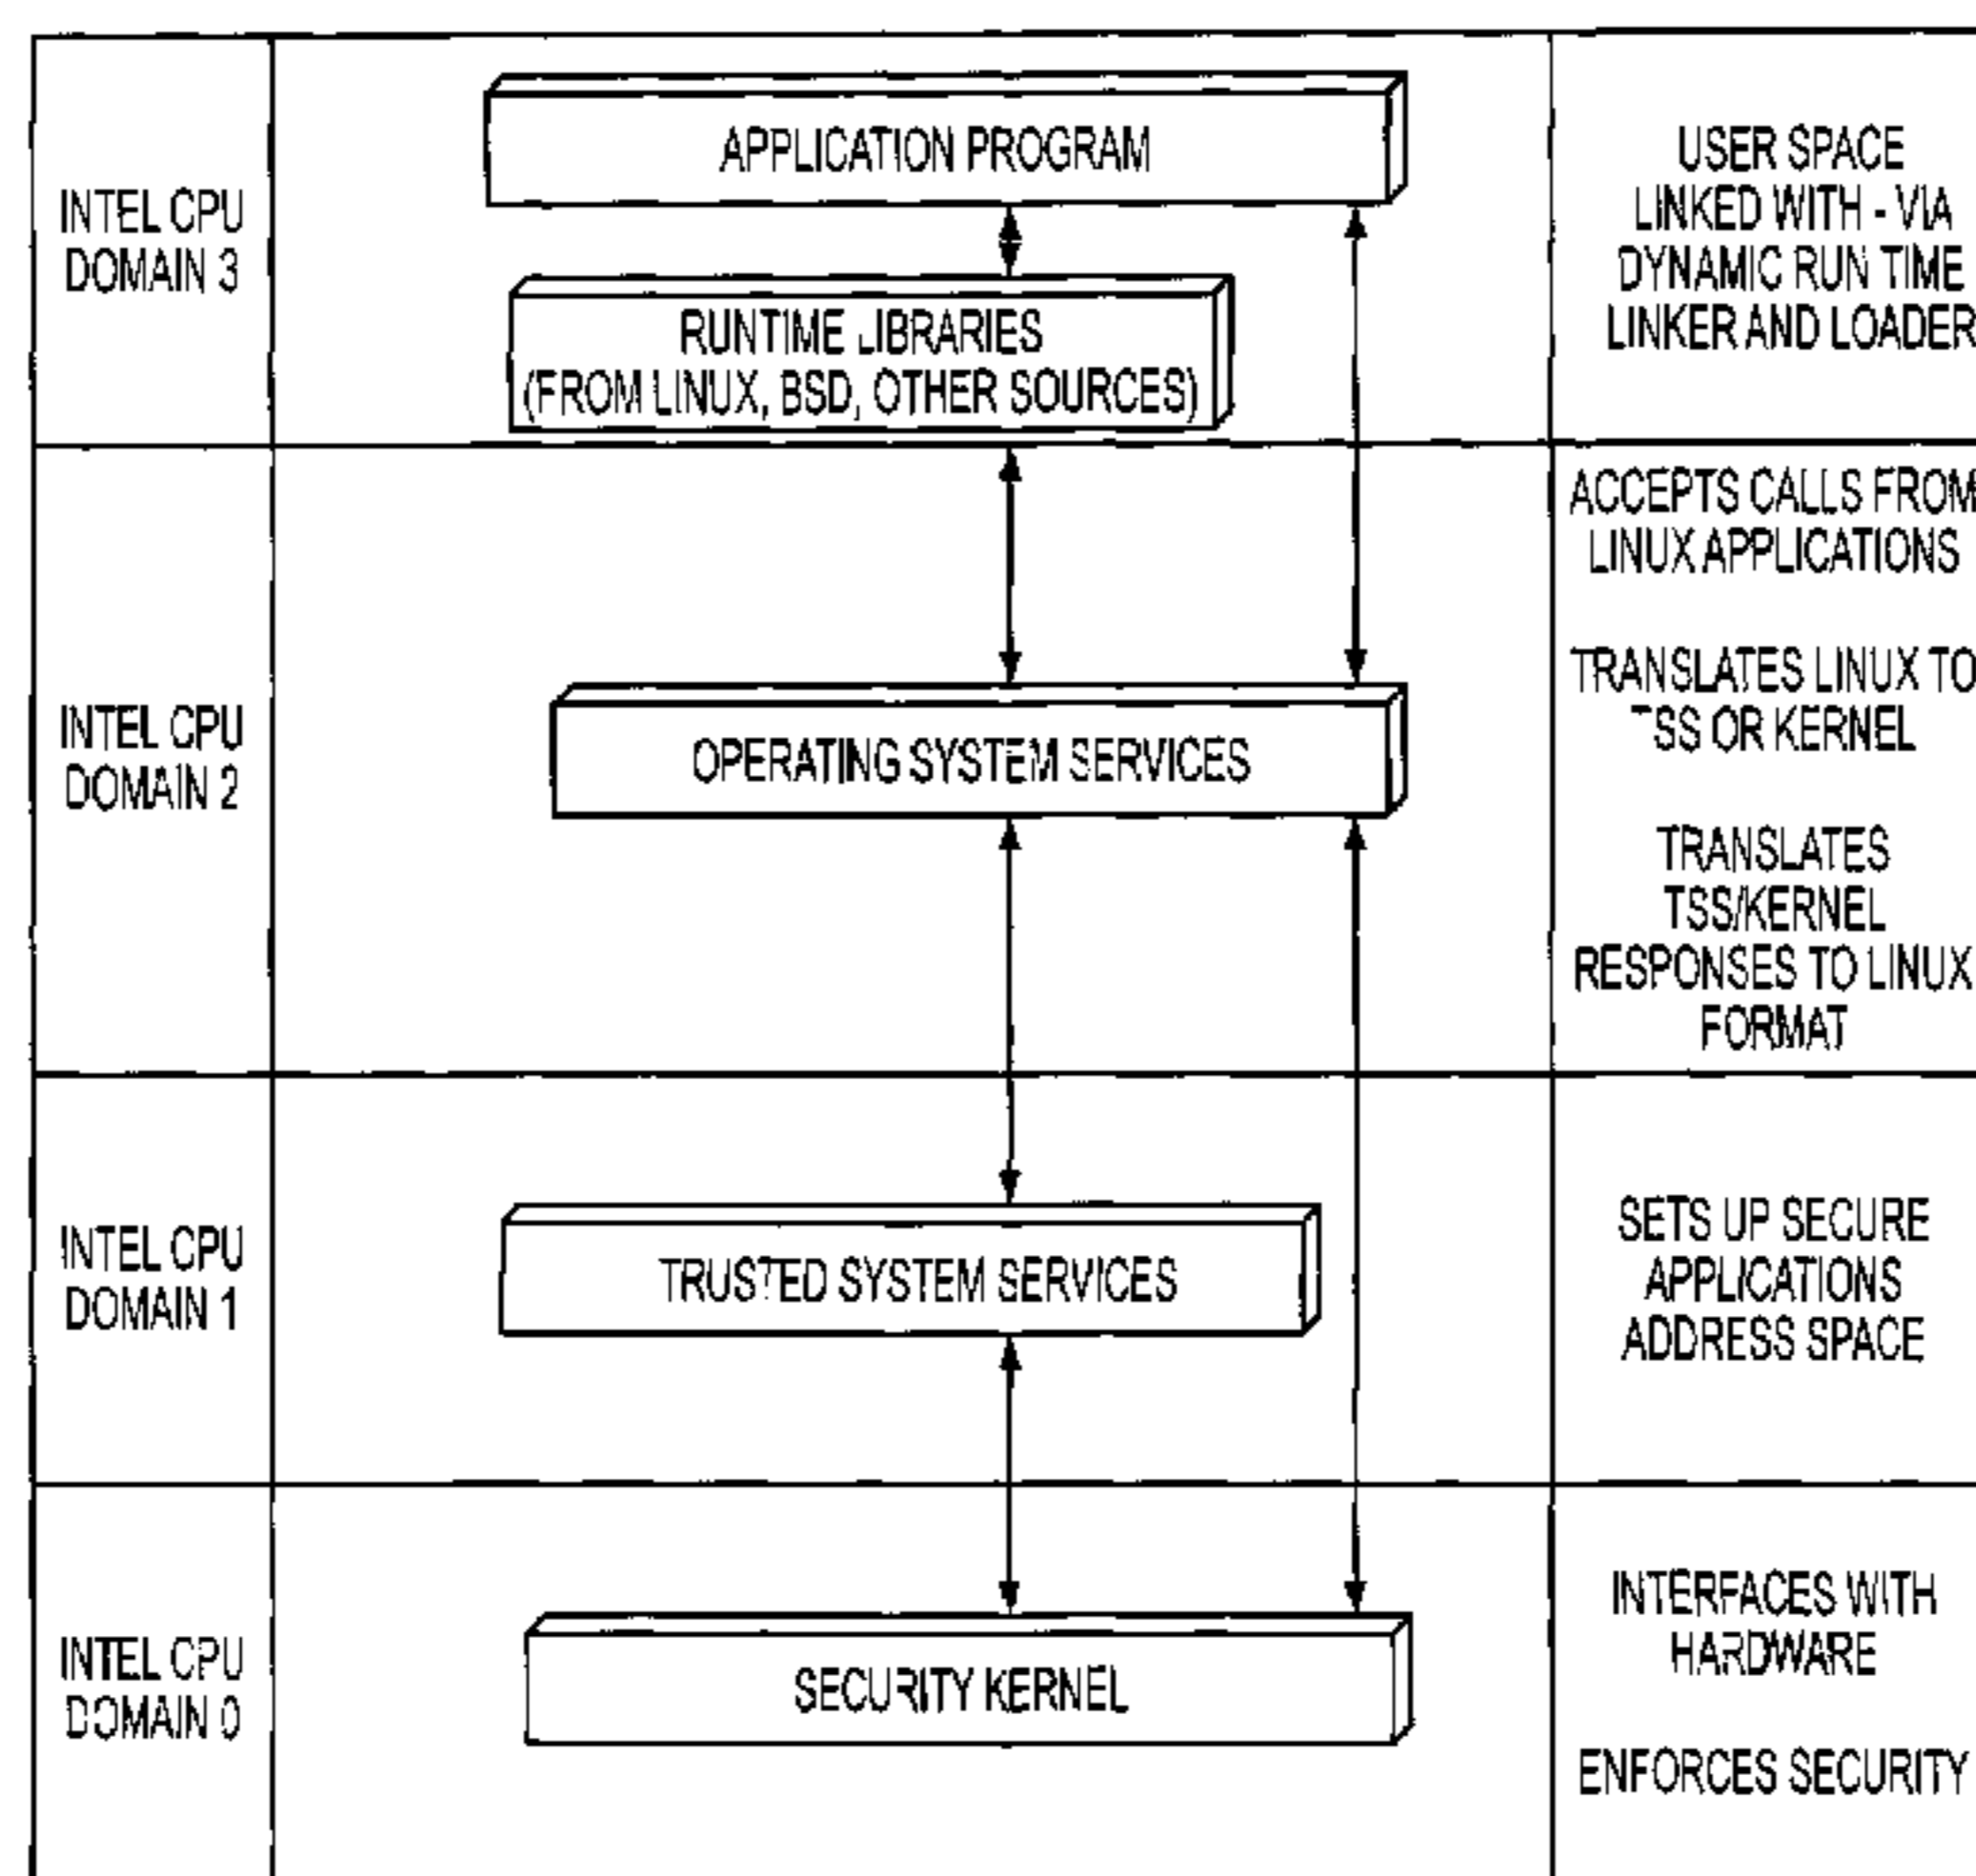 INTEL CPU
DOMAIN 3
APPLICATION PROGRAM
RUNTIME LIBRARIES
(FROM LINUX, BSD, OTHER SOURCES)
USER SPACE
LINKED WITH - VIA
DYNAMIC RUN TIME
LINKER AND LOADER
INTEL CPU
DOMAIN 2
OPERATING SYSTEM SERVICES
ACCEPTS CALLS FROM
LINUX APPLICATIONS
TRANSLATES LINUX TO
TSS OR KERNEL
TRANSLATES
TSS/KERNEL
RESPONSES TO LINUX
FORMAT
INTEL CPU
DOMAIN 1
TRUSTED SYSTEM SERVICES
SETS UP SECURE
APPLICATIONS
ADDRESS SPACE
INTEL CPU
DOMAIN 0
SECURITY KERNEL
INTERFACES WITH
HARDWARE
ENFORCES SECURITY